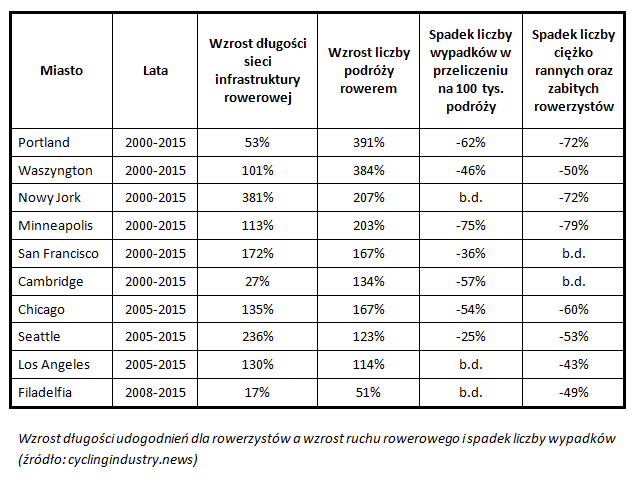 Miasto Lata Wzrost długości sieci infrastruktury rowerowej Wzrost liczby podróży rowerem Spadek liczby wypadków w przeliczeniu na 100 tys. podróży Spadek liczby ciężko rannych oraz zabitych rowerzystów
Portland 2000-2015 53% 391% -62% -72%
Waszyngton 2000-2015 101% 384% -46% -50%
Nowy Jork 2000-2015 381% 207% b.d. -72%
Minneapolis 2000-2015 113% 203% -75% -79%
San Francisco 2000-2015 172% 167% -36% b.d.
Cambridge 2000-2015 27% 134% -57% b.d.
Chicago 2005-2015 135% 167% -54% -60%
Seattle 2005-2015 236% 123% -25% -53%
Los Angeles 2005-2015 130% 114% b.d. -43%
Filadelfia 2008-2015 17% 51% b.d. -49%
Wzrost długości udogodnień dla rowerzystów a wzrost ruchu rowerowego i spadek liczby wypadków
(źródło: cyclingindustry.news)